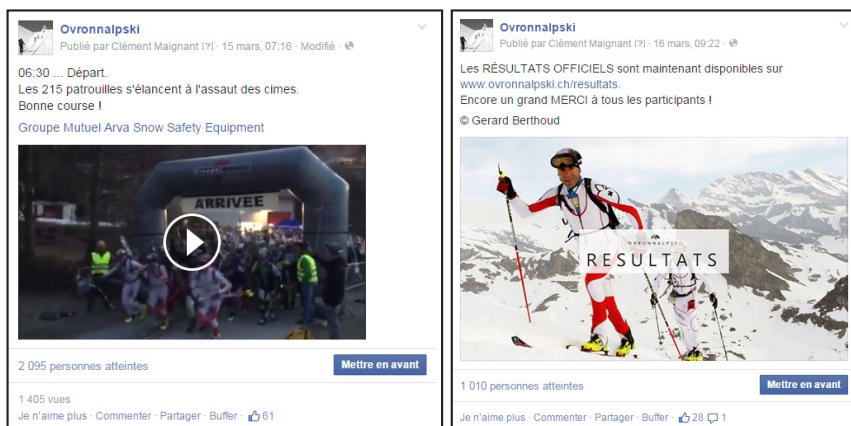 Ovronnalpski
Publié par Clément Maignant [?] · 15 mars, 07:16 · Modifié ·
06:30 ... Départ.
Les 215 patrouilles s'élancent à l'assaut des cimes.
Bonne course !
Groupe Mutuel Arva Snow Safety Equipment
ARRIVEE
2 095 personnes atteintes
Mettre en avant
1 405 vues
Je n'aime plus · Commenter · Partager · Buffer · 61
Ovronnalpski
Publié par Clément Maignant [?] · 16 mars, 09:22 ·
Les RÉSULTATS OFFICIELS sont maintenant disponibles sur
www.ovronnalpski.ch/resultats.
Encore un grand MERCI à tous les participants !
© Gerard Berthoud
OVRONNALPSKI
RESULTATS
1 010 personnes atteintes
Mettre en avant
Je n'aime plus · Commenter · Partager · Buffer · 28 1